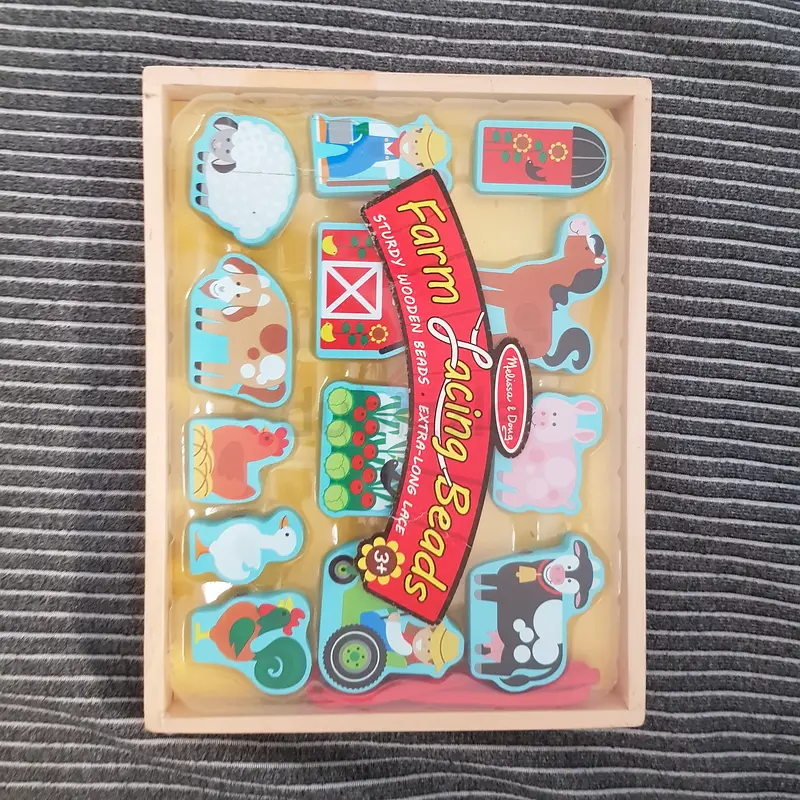 Farm Lacing Beads
STURDY WOODEN BEADS • EXTRA-LONG LACE
Melissa & Doug
3+